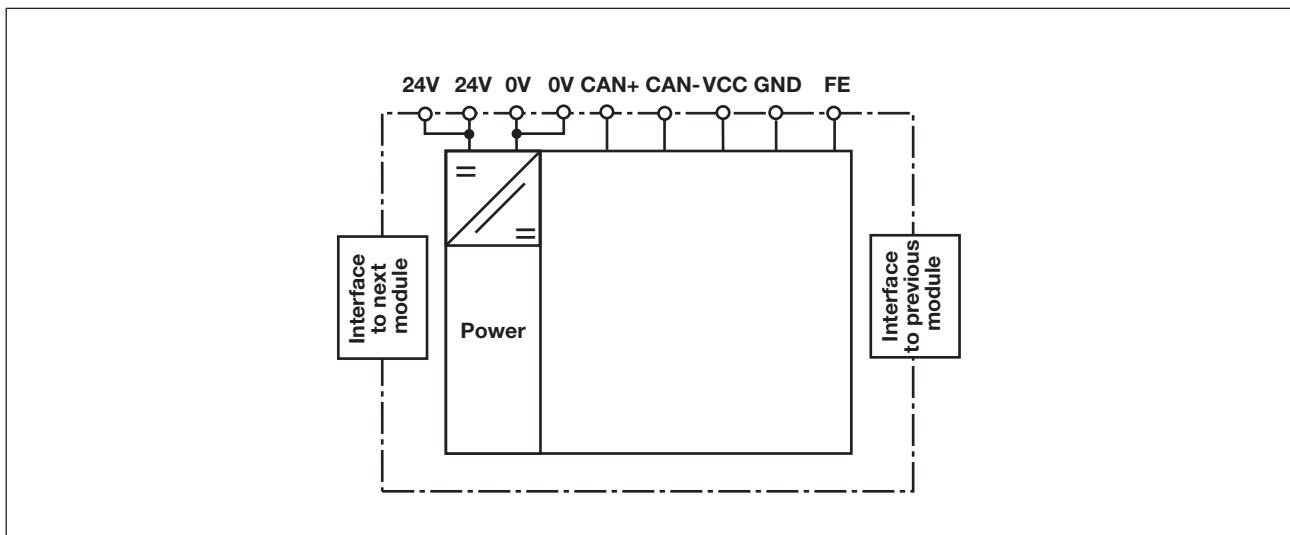 24V 24V 0V 0V CAN+ CAN- VCC GND FE
Interface
to next
module
Power
Interface
to previous
module